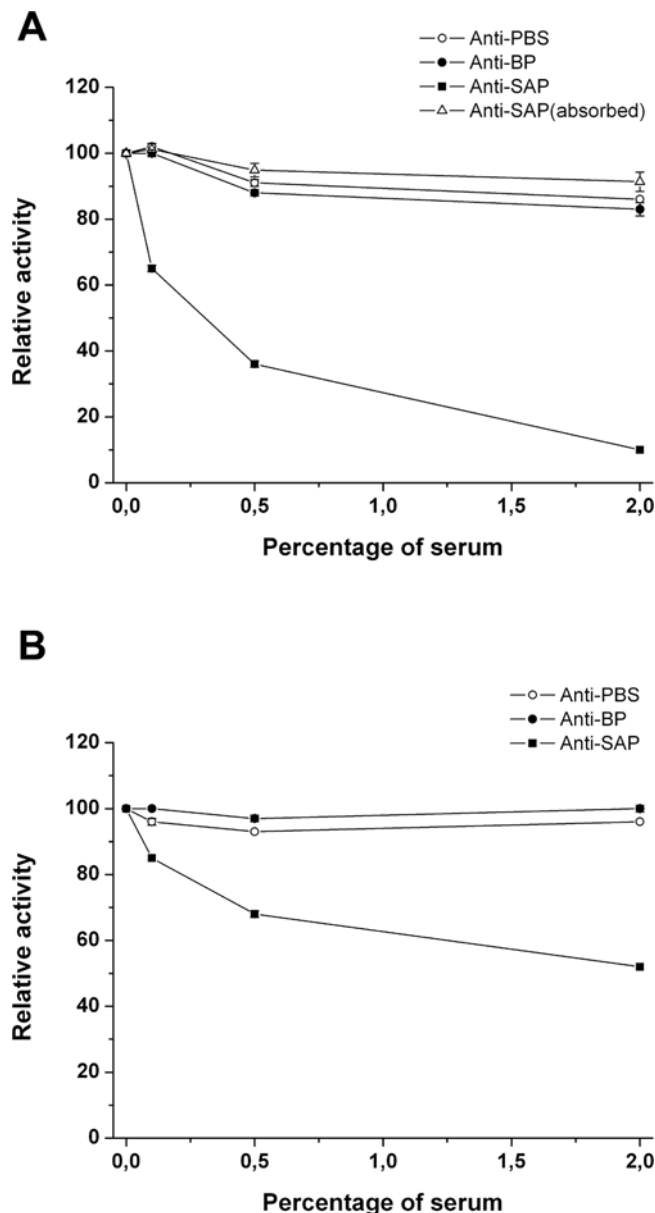 A
Anti-PBS
Anti-BP
Anti-SAP
Anti-SAP(absorbed)
120
100
80
60
40
20
0
Relative activity
0,0 0,5 1,0 1,5 2,0
Percentage of serum
B
Anti-PBS
Anti-BP
Anti-SAP
120
100
80
60
40
20
0
Relative activity
0,0 0,5 1,0 1,5 2,0
Percentage of serum